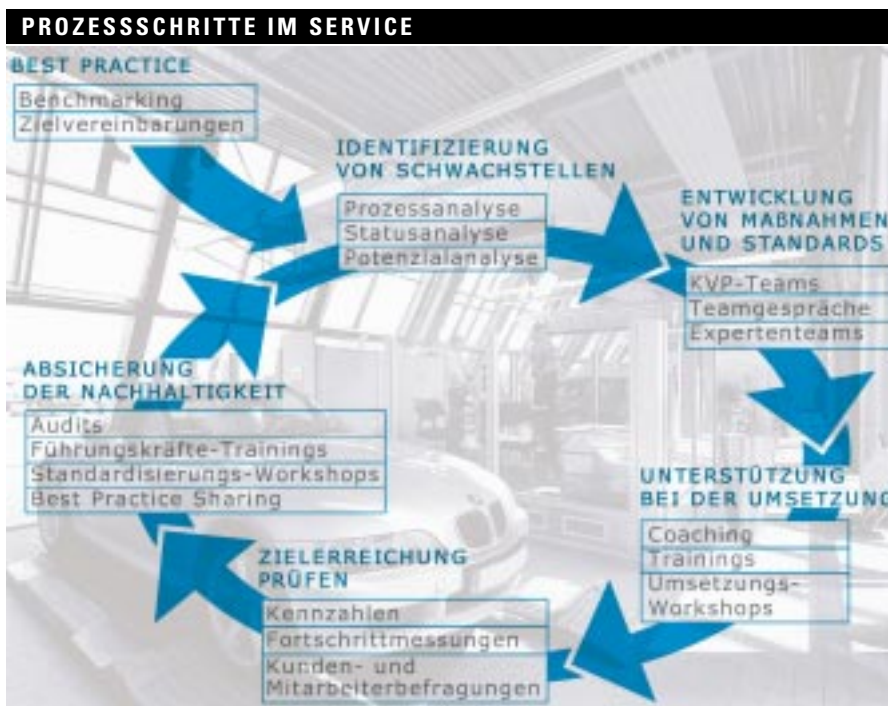 PROZESSSCHRITTE IM SERVICE
BEST PRACTICE
Benchmarking
Zielvereinbarungen
IDENTIFIZIERUNG
VON SCHWACHSTELLEN
Prozessanalyse
Statusanalyse
Potenzialanalyse
ENTWICKLUNG
VON MAßNAHMEN
UND STANDARDS
KVP-Teams
Teamgespräche
Expertenteams
UNTERSTÜTZUNG
BEI DER UMSETZUNG
Coaching
Trainings
Umsetzungs-
Workshops
ZIELERREICHUNG
PRÜFEN
Kennzahlen
Fortschrittmessungen
Kunden- und
Mitarbeiterbefragungen
ABSICHERUNG
DER NACHHALTIGKEIT
Audits
Führungskräfte-Trainings
Standardisierungs-Workshops
Best Practice Sharing